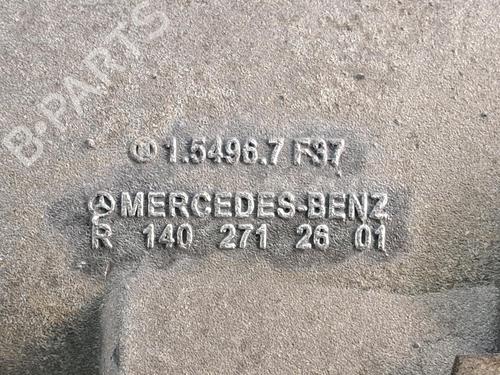 B-PARTS
1.5496.7 F37
MERCEDES-BENZ
R 140 271 26 01